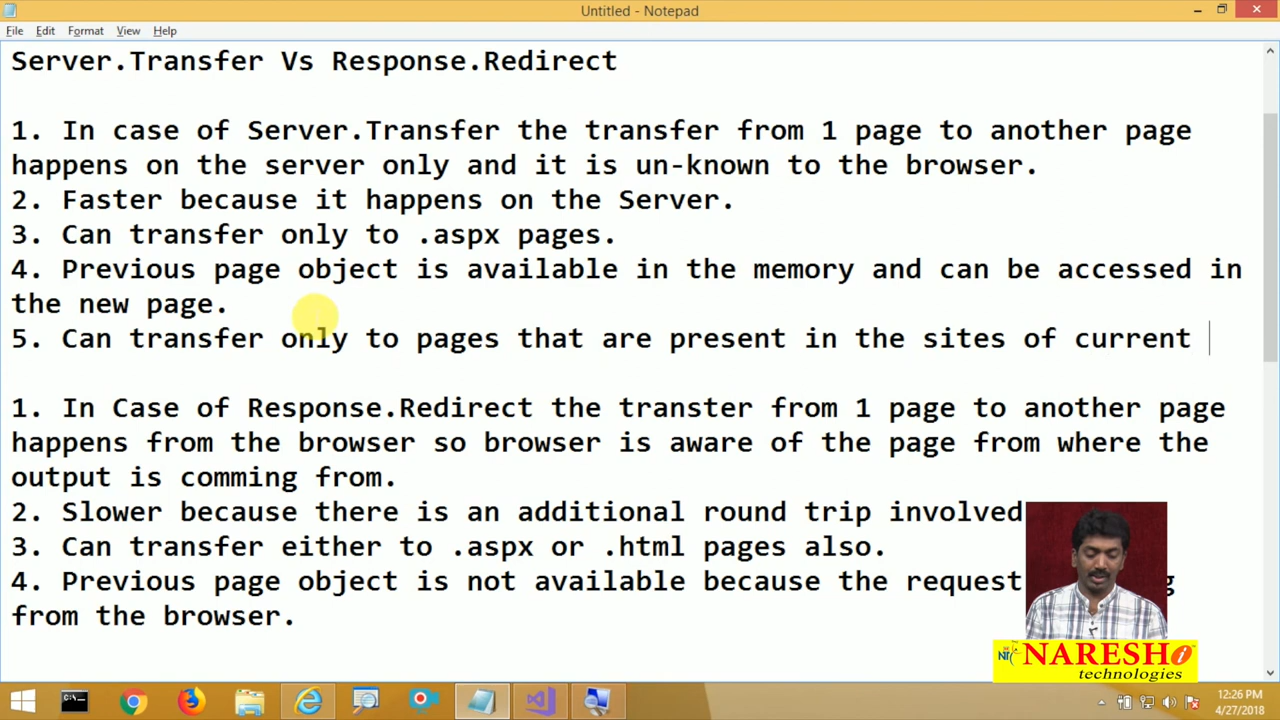 Untitled - Notepad
File Edit Format View Help
Server.Transfer Vs Response.Redirect
1. In case of Server.Transfer the transfer from 1 page to another page
happens on the server only and it is un-known to the browser.
2. Faster because it happens on the Server.
3. Can transfer only to .aspx pages.
4. Previous page object is available in the memory and can be accessed in
the new page.
5. Can transfer only to pages that are present in the sites of current
1. In Case of Response.Redirect the transter from 1 page to another page
happens from the browser so browser is aware of the page from where the
output is comming from.
2. Slower because there is an additional round trip involved
3. Can transfer either to .aspx or .html pages also.
4. Previous page object is not available because the request
from the browser.
NARESHi
technologies
12:26 PM
4/27/2018